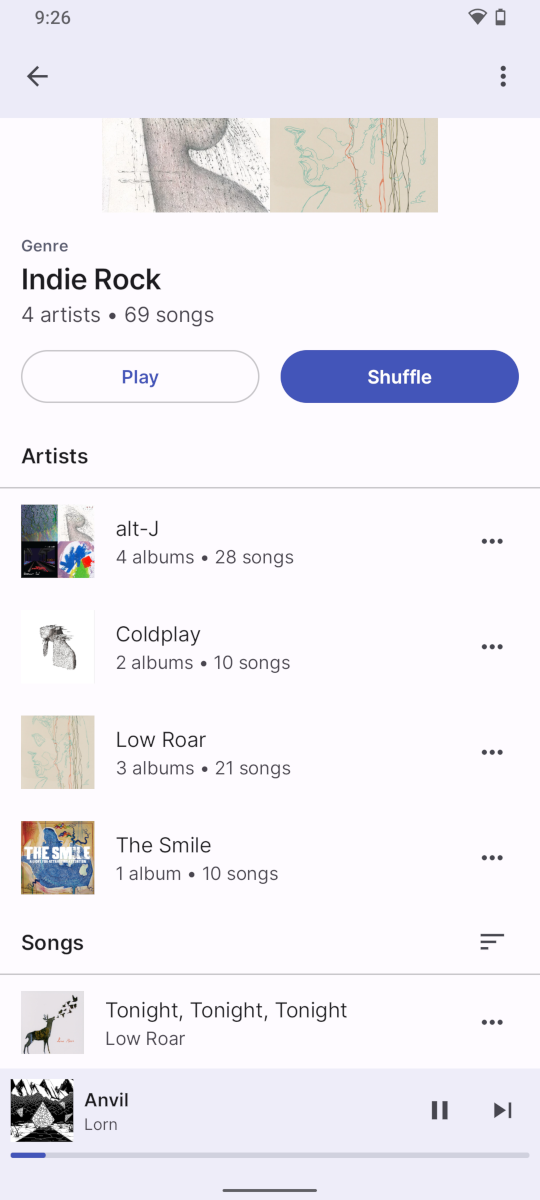 9:26
Genre
Indie Rock
4 artists • 69 songs
Play
Shuffle
Artists
alt-J
4 albums • 28 songs
Coldplay
2 albums • 10 songs
Low Roar
3 albums • 21 songs
THE SMILE
The Smile
1 album • 10 songs
Songs
Tonight, Tonight, Tonight
Low Roar
Anvil
Lorn